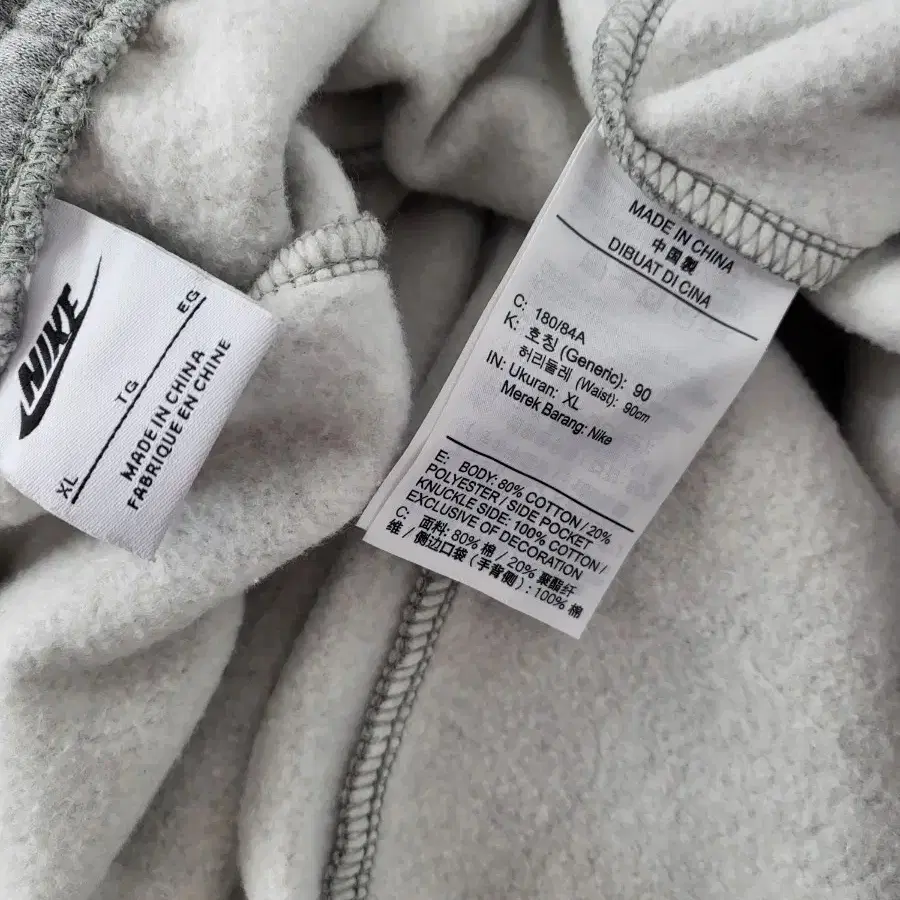 NIKE
XL TG EG
MADE IN CHINA
FABRIQUE EN CHINE
MADE IN CHINA
中国製
DIBUAT DI CINA
C: 180/84A
K: 호칭 (Generic): 90
허리둘레 (Waist): 90cm
IN: Ukuran: XL
Merek Barang: Nike
E: BODY: 80% COTTON / 20%
POLYESTER / SIDE POCKET
KNUCKLE SIDE: 100% COTTON /
EXCLUSIVE OF DECORATION
C: 面料: 80% 棉 / 20% 聚酯纤
维 / 侧边口袋 (手背侧) : 100% 棉